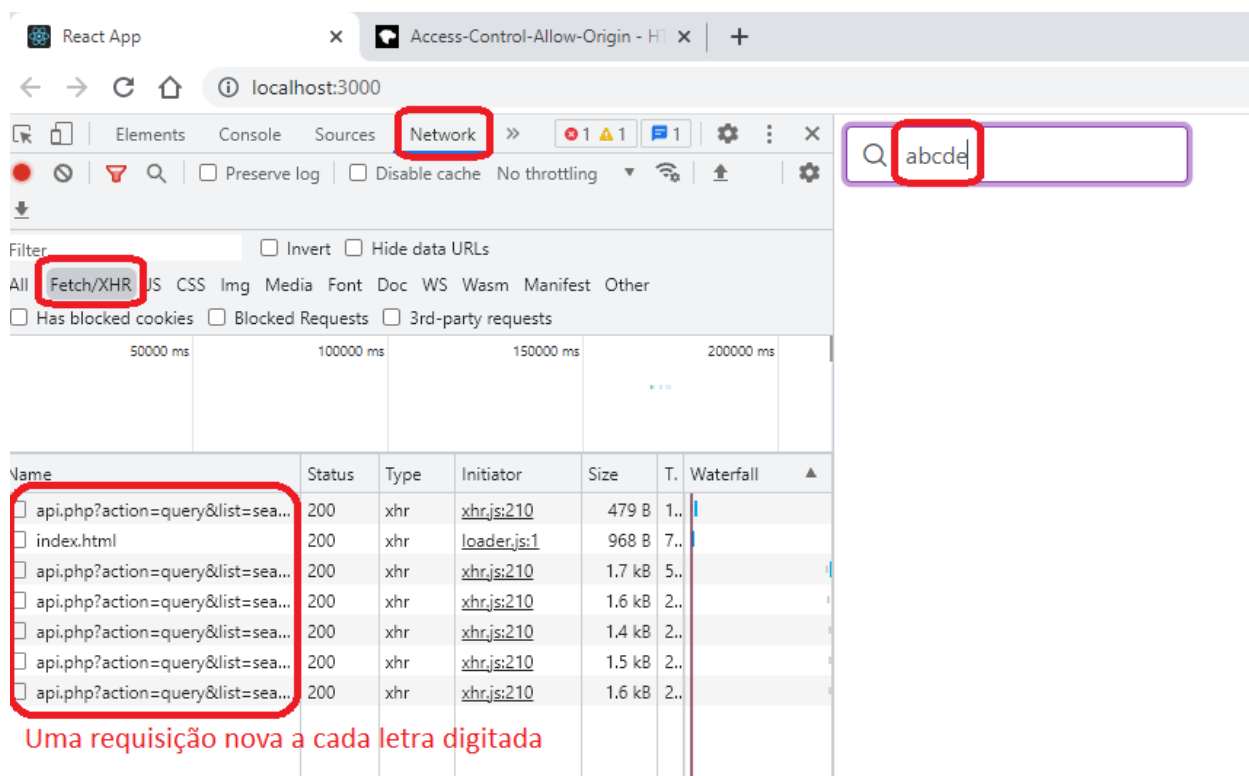 React App
Access-Control-Allow-Origin - HT
localhost:3000
Elements Console Sources Network » 1 1 1
Preserve log Disable cache No throttling
Filter Invert Hide data URLs
All Fetch/XHR JS CSS Img Media Font Doc WS Wasm Manifest Other
Has blocked cookies Blocked Requests 3rd-party requests
50000 ms 100000 ms 150000 ms 200000 ms
Name Status Type Initiator Size T. Waterfall
api.php?action=query&list=sea... 200 xhr xhr.js:210 479 B 1..
index.html 200 xhr loader.js:1 968 B 7..
api.php?action=query&list=sea... 200 xhr xhr.js:210 1.7 kB 5..
api.php?action=query&list=sea... 200 xhr xhr.js:210 1.6 kB 2..
api.php?action=query&list=sea... 200 xhr xhr.js:210 1.4 kB 2..
api.php?action=query&list=sea... 200 xhr xhr.js:210 1.5 kB 2..
api.php?action=query&list=sea... 200 xhr xhr.js:210 1.6 kB 2..
Uma requisição nova a cada letra digitada
abcde